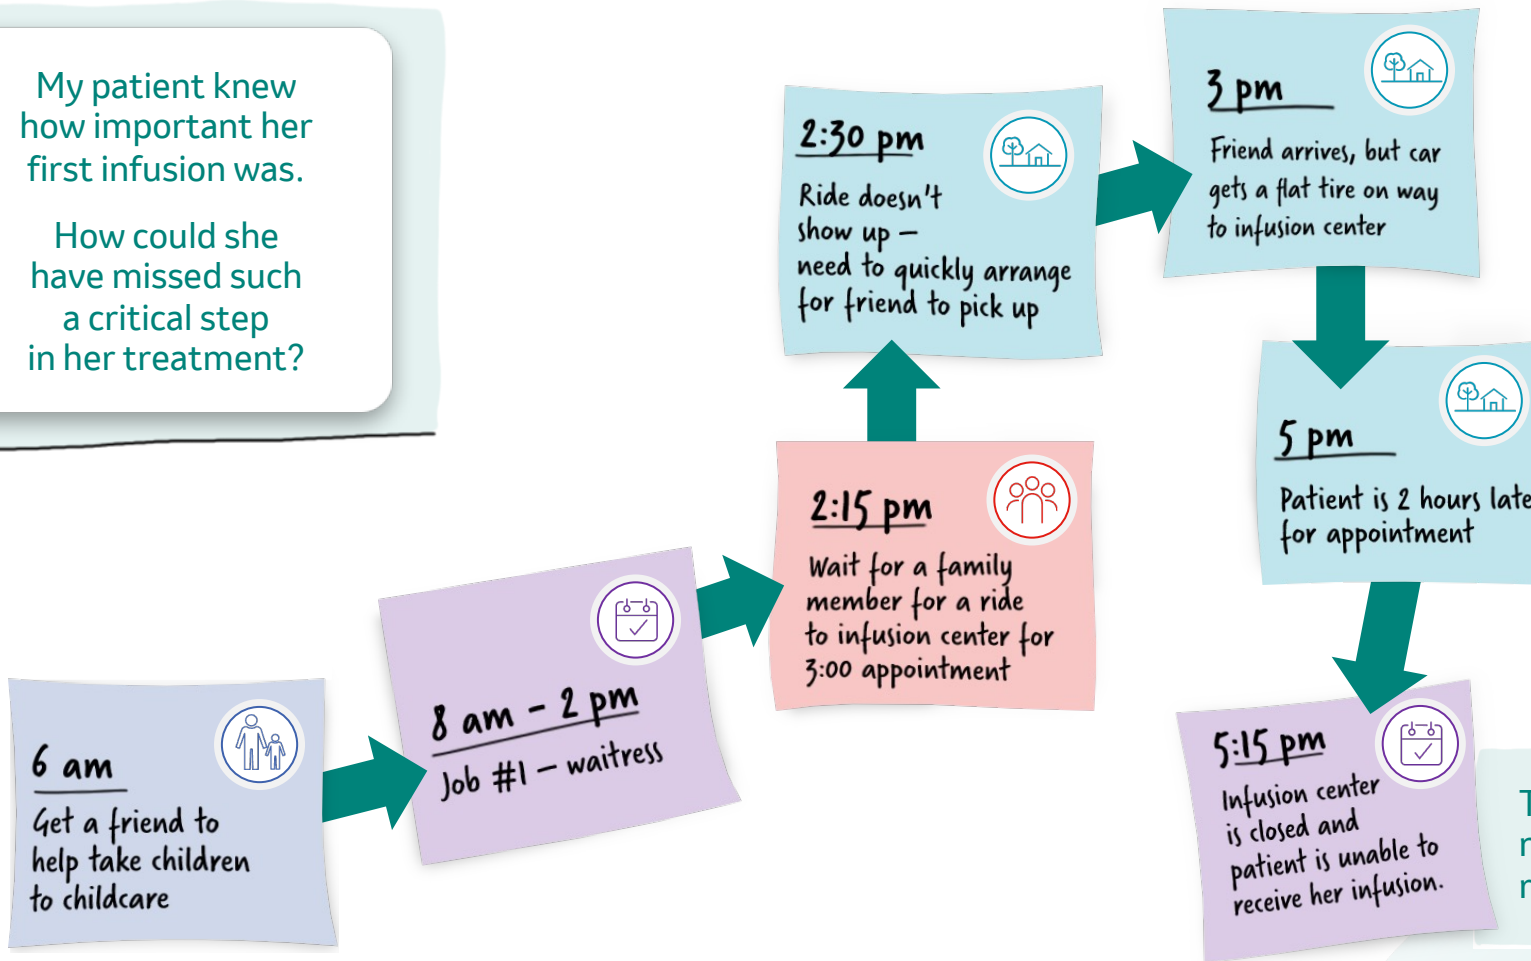 My patient knew
how important her
first infusion was.
How could she
have missed such
a critical step
in her treatment?
6 am
Get a friend to
help take children
to childcare
8 am – 2 pm
Job #1 – waitress
2:15 pm
Wait for a family
member for a ride
to infusion center for
3:00 appointment
2:30 pm
Ride doesn't
show up –
need to quickly arrange
for friend to pick up
3 pm
Friend arrives, but car
gets a flat tire on way
to infusion center
5 pm
Patient is 2 hours late
for appointment
5:15 pm
Infusion center
is closed and
patient is unable to
receive her infusion.